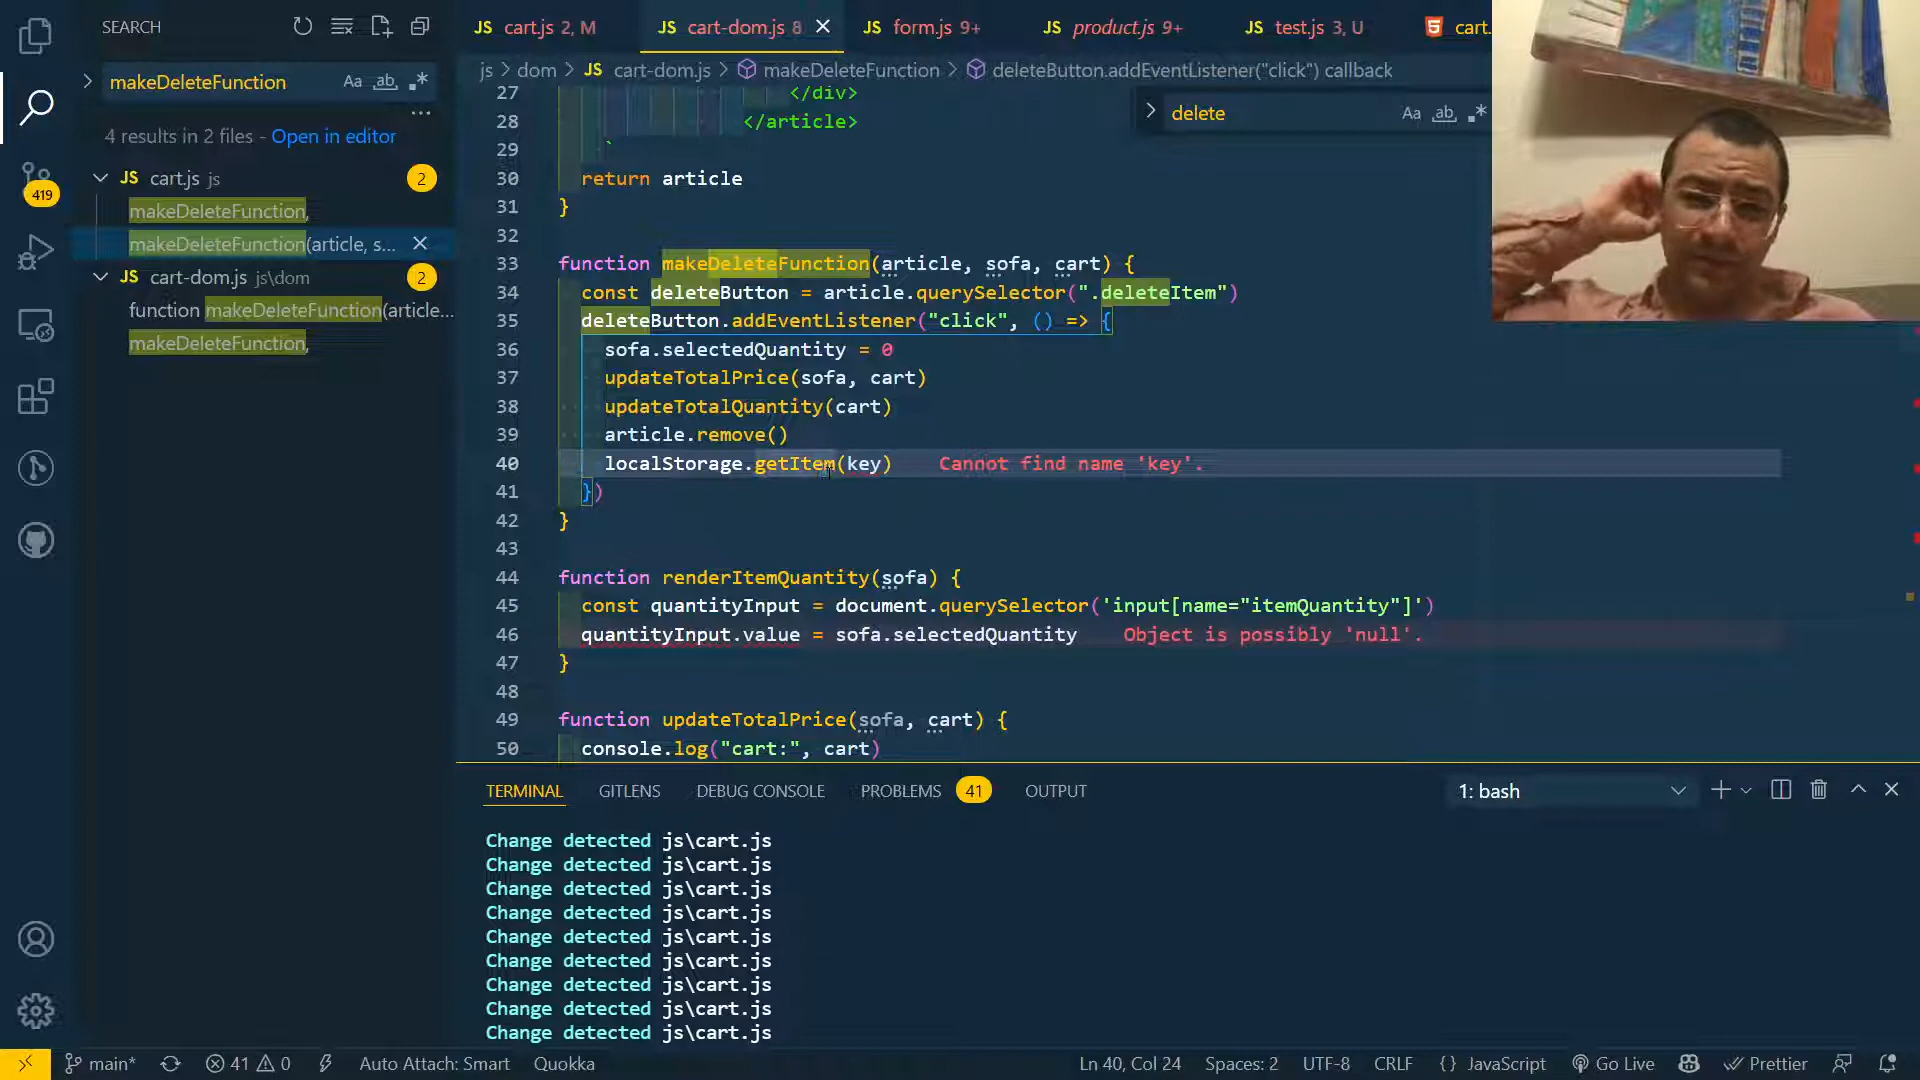 SEARCH
cart.js 2, M
cart-dom.js 8
form.js 9+
product.js 9+
test.js 3, U
cart.
makeDeleteFunction
4 results in 2 files - Open in editor
cart.js js 2
makeDeleteFunction,
makeDeleteFunction(article, s...
cart-dom.js js\dom 2
function makeDeleteFunction(article...
makeDeleteFunction,
419
js > dom > JS cart-dom.js > makeDeleteFunction > deleteButton.addEventListener("click") callback
delete
27 </div>
28 </article>
29 `
30 return article
31 }
32
33 function makeDeleteFunction(article, sofa, cart) {
34 const deleteButton = article.querySelector(".deleteItem")
35 deleteButton.addEventListener("click", () => {
36 sofa.selectedQuantity = 0
37 updateTotalPrice(sofa, cart)
38 updateTotalQuantity(cart)
39 article.remove()
40 localStorage.getItem(key) Cannot find name 'key'.
41 })
42 }
43
44 function renderItemQuantity(sofa) {
45 const quantityInput = document.querySelector('input[name="itemQuantity"]')
46 quantityInput.value = sofa.selectedQuantity Object is possibly 'null'.
47 }
48
49 function updateTotalPrice(sofa, cart) {
50 console.log("cart:", cart)
TERMINAL GITLENS DEBUG CONSOLE PROBLEMS 41 OUTPUT 1: bash
Change detected js\cart.js
Change detected js\cart.js
Change detected js\cart.js
Change detected js\cart.js
Change detected js\cart.js
Change detected js\cart.js
Change detected js\cart.js
Change detected js\cart.js
Change detected js\cart.js
main* 41 0 Auto Attach: Smart Quokka Ln 40, Col 24 Spaces: 2 UTF-8 CRLF {} JavaScript Go Live Prettier